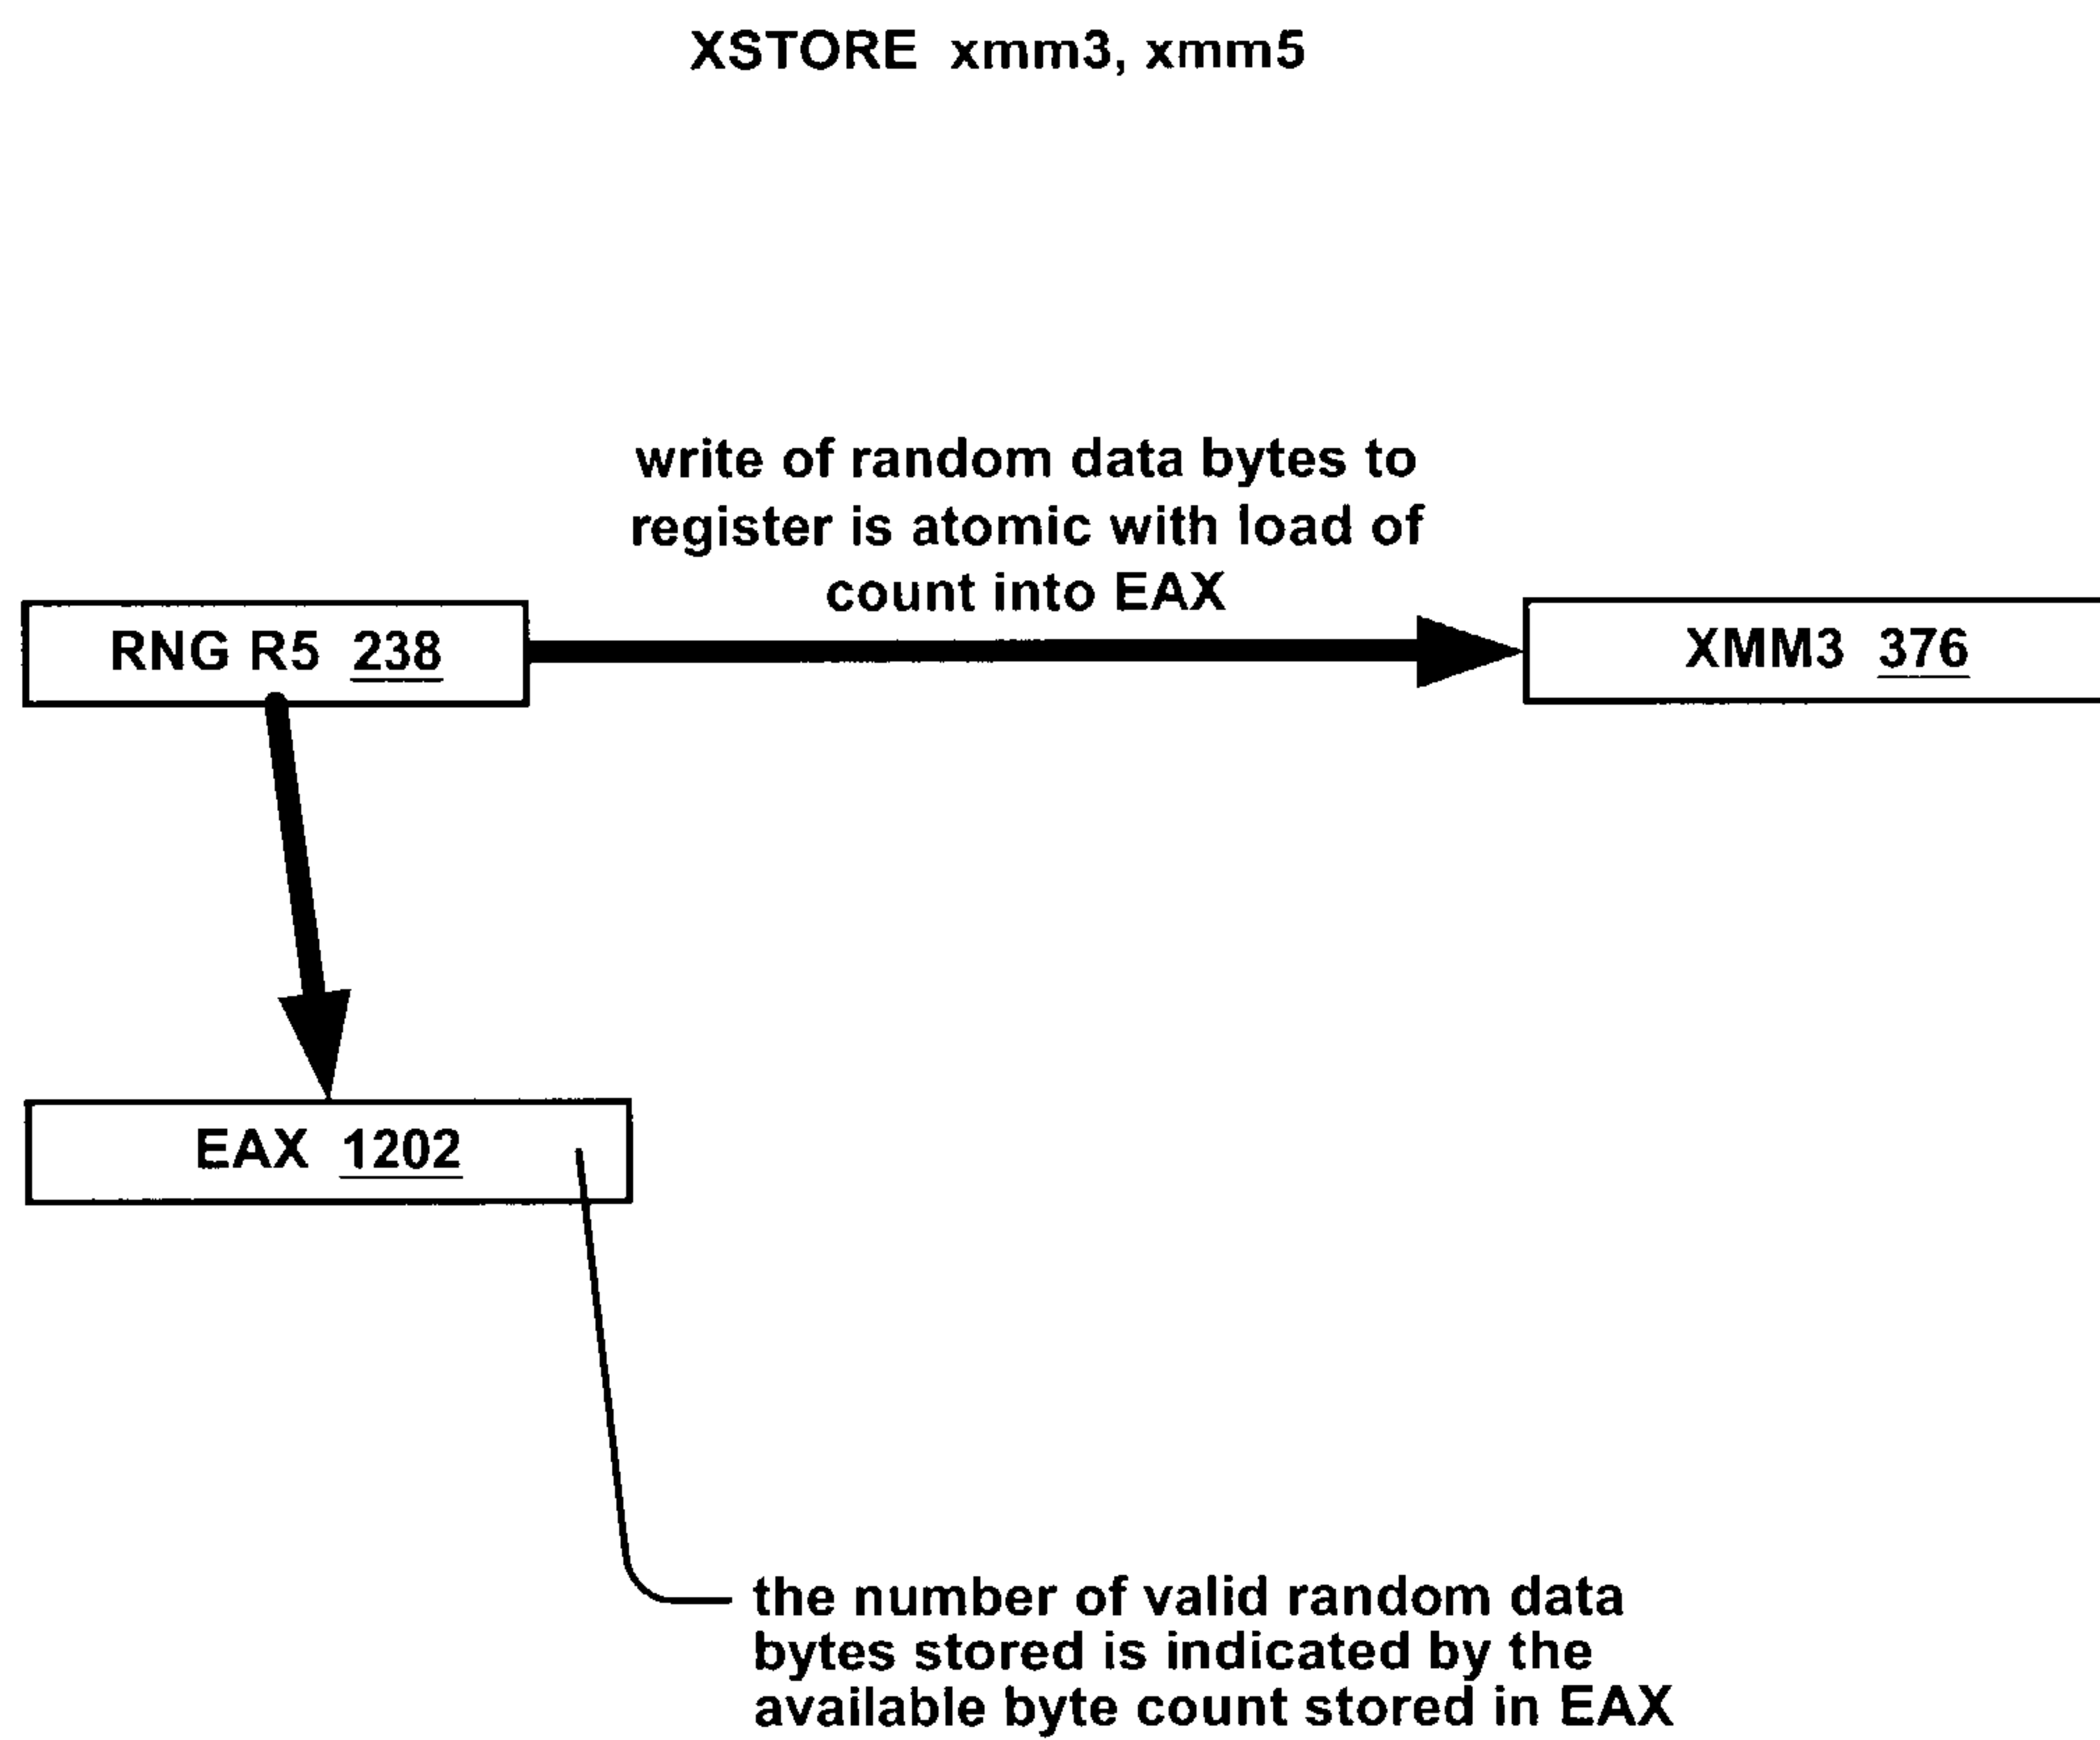 XSTORE xmm3, xmm5
write of random data bytes to
register is atomic with load of
count into EAX
RNG R5 238
XMM3 376
EAX 1202
the number of valid random data
bytes stored is indicated by the
available byte count stored in EAX